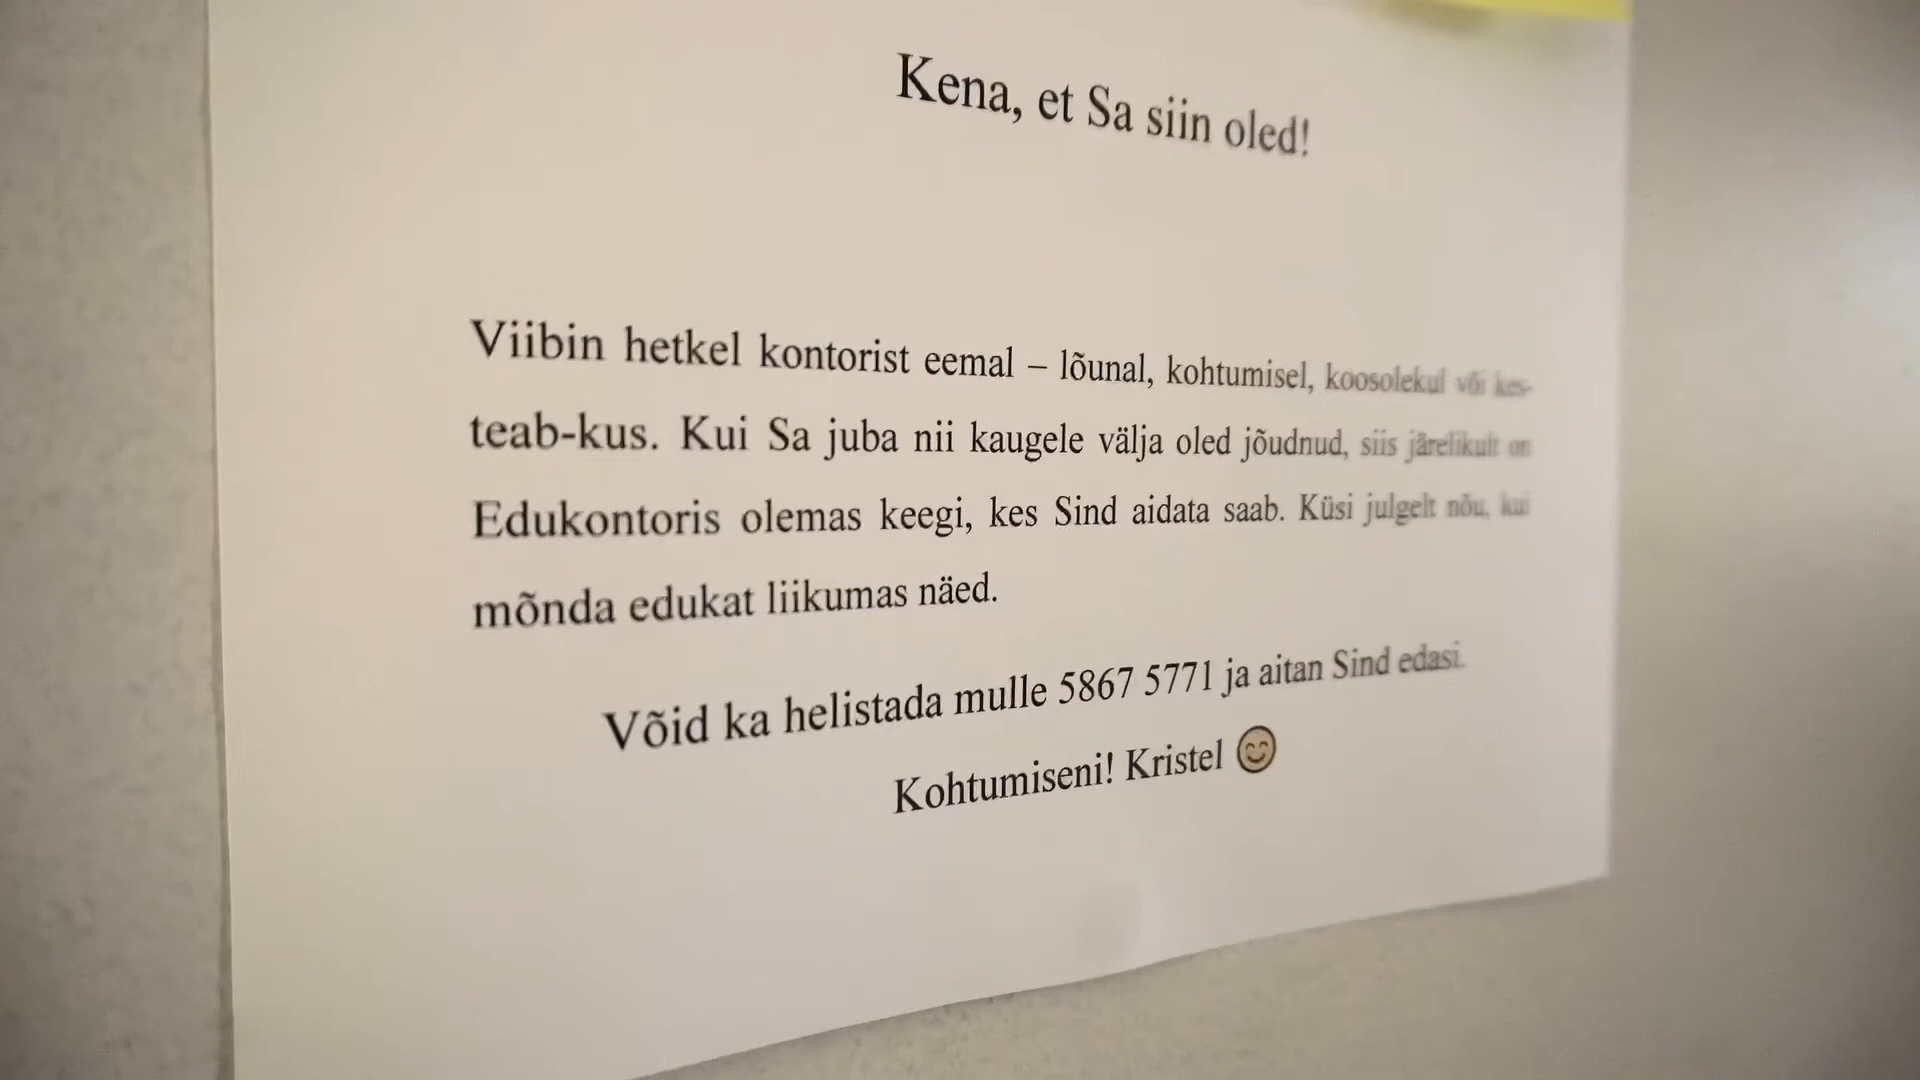 Kena, et Sa siin oled!
Viibin hetkel kontorist eemal – lõunal, kohtumisel, koosolekul või kes-
teab-kus. Kui Sa juba nii kaugele välja oled jõudnud, siis järelikult on
Edukontoris olemas keegi, kes Sind aidata saab. Küsi julgelt nõu, kui
mõnda edukat liikumas näed.
Võid ka helistada mulle 5867 5771 ja aitan Sind edasi.
Kohtumiseni! Kristel 😊